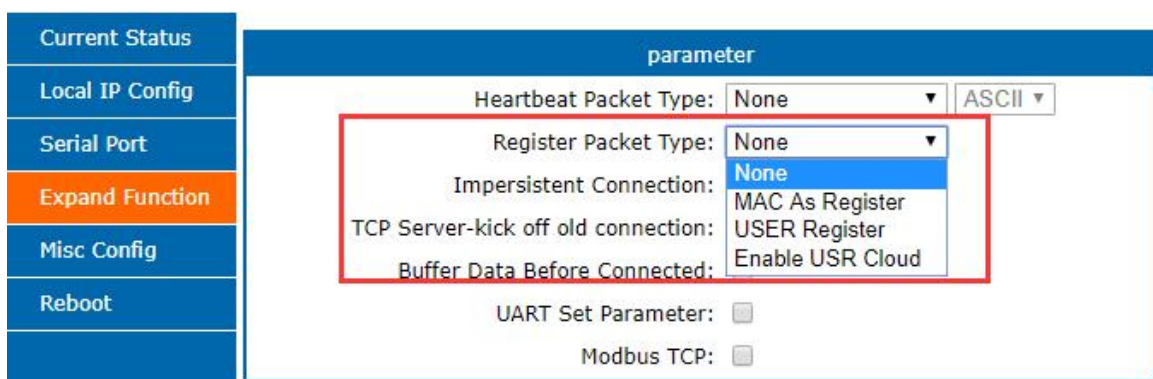 Current Status
Local IP Config
Serial Port
Expand Function
Misc Config
Reboot
parameter
Heartbeat Packet Type: None ASCII
Register Packet Type: None
None
MAC As Register
USER Register
Enable USR Cloud
Impersistent Connection:
TCP Server-kick off old connection:
Buffer Data Before Connected:
UART Set Parameter:
Modbus TCP: